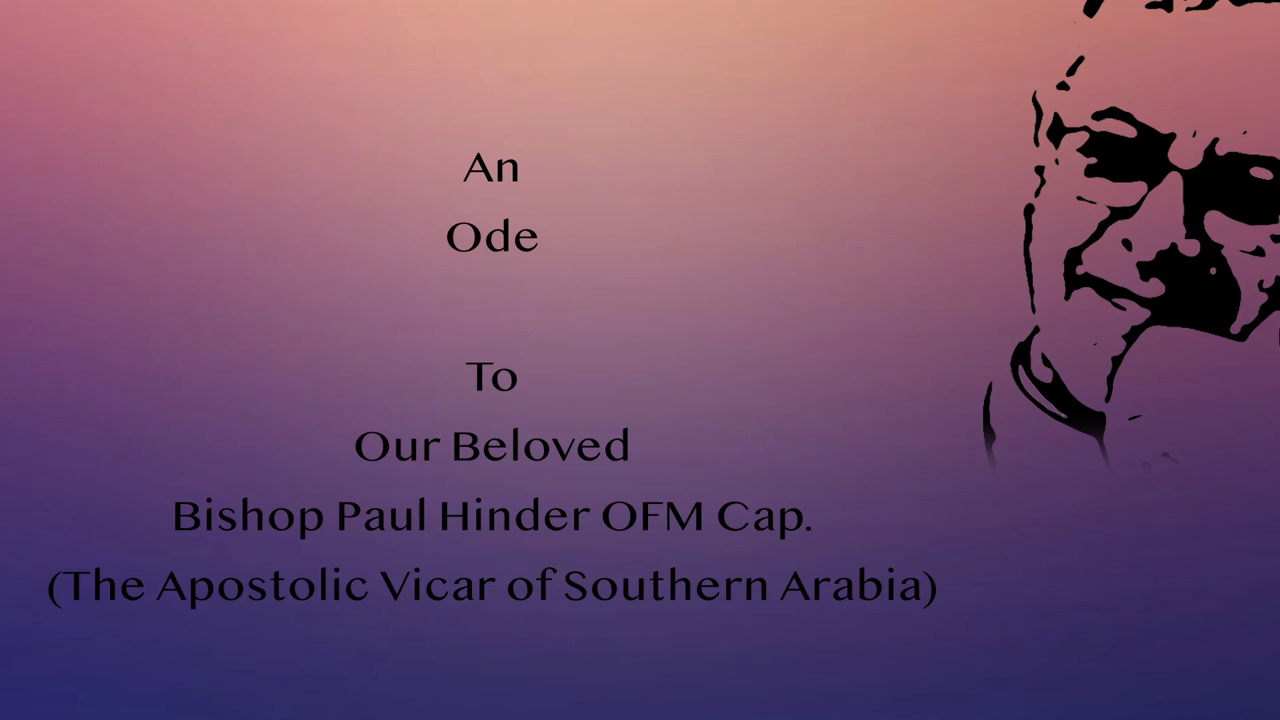 An
Ode
To
Our Beloved
Bishop Paul Hinder OFM Cap.
(The Apostolic Vicar of Southern Arabia)